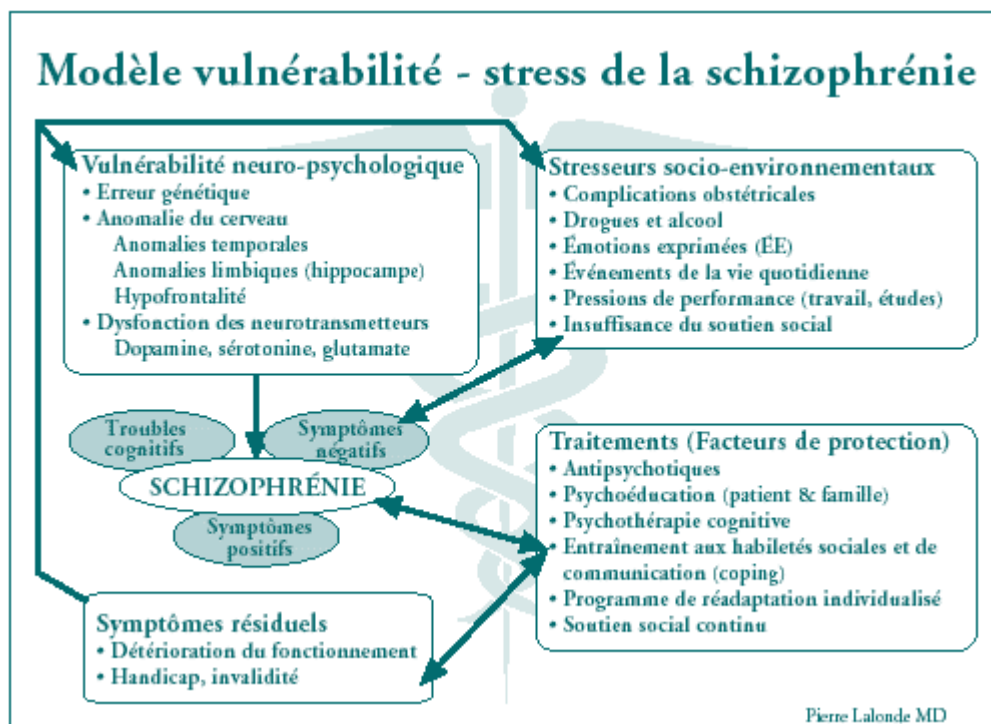 Modèle vulnérabilité - stress de la schizophrénie
Vulnérabilité neuro-psychologique
• Erreur génétique
• Anomalie du cerveau
Anomalies temporales
Anomalies limbiques (hippocampe)
Hypofrontalité
• Dysfonction des neurotransmetteurs
Dopamine, sérotonine, glutamate
Stresseurs socio-environnementaux
• Complications obstétricales
• Drogues et alcool
• Émotions exprimées (ÉE)
• Événements de la vie quotidienne
• Pressions de performance (travail, études)
• Insuffisance du soutien social
Troubles
cognitifs
Symptômes
négatifs
SCHIZOPHRÉNIE
Symptômes
positifs
Traitements (Facteurs de protection)
• Antipsychotiques
• Psychoéducation (patient & famille)
• Psychothérapie cognitive
• Entraînement aux habiletés sociales et de
communication (coping)
• Programme de réadaptation individualisé
• Soutien social continu
Symptômes résiduels
• Détérioration du fonctionnement
• Handicap, invalidité
Pierre Lalonde MD